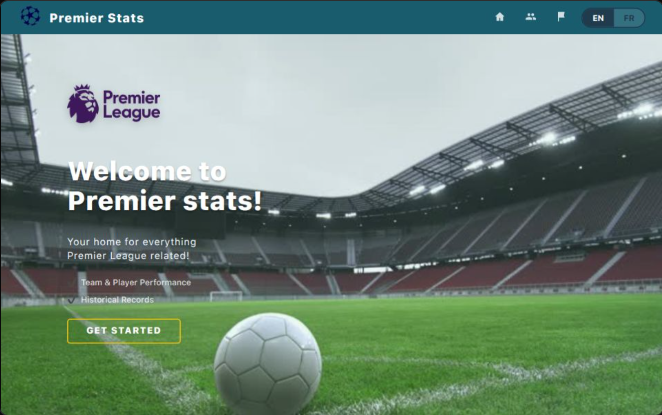 Premier Stats
EN FR
Premier
League
Welcome to
Premier stats!
Your home for everything
Premier League related!
Team & Player Performance
Historical Records
GET STARTED